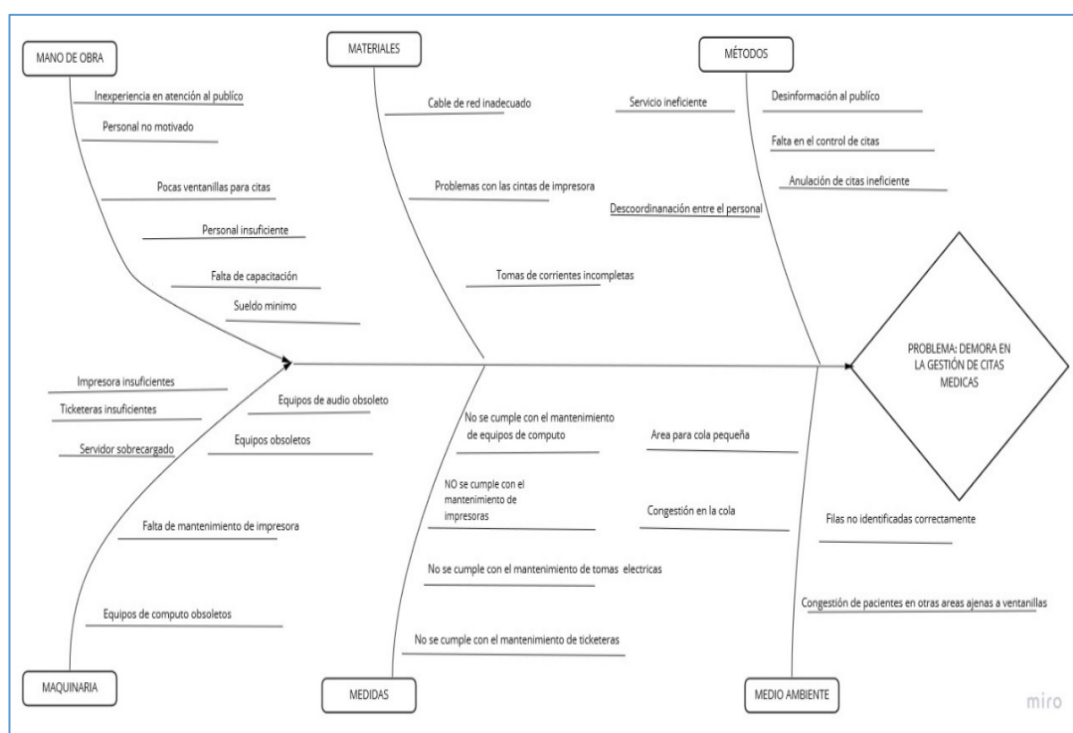 MANO DE OBRA
Inexperiencia en atención al publíco
Personal no motivado
Pocas ventanillas para citas
Personal insuficiente
Falta de capacitación
Sueldo minimo
MATERIALES
Cable de red inadecuado
Problemas con las cintas de impresora
Tomas de corrientes incompletas
MÉTODOS
Servicio ineficiente
Desinformación al publíco
Falta en el control de citas
Anulación de citas ineficiente
Descoordinanación entre el personal
PROBLEMA: DEMORA EN
LA GESTIÓN DE CITAS
MEDICAS
Impresora insuficientes
Ticketeras insuficientes
Servidor sobrecargado
Equipos de audio obsoleto
Equipos obsoletos
Falta de mantenimiento de impresora
Equipos de computo obsoletos
MAQUINARIA
No se cumple con el mantenimiento
de equipos de computo
NO se cumple con el
mantenimiento de
impresoras
No se cumple con el mantenimiento de tomas electricas
No se cumple con el mantenimiento de ticketeras
MEDIDAS
Area para cola pequeña
Congestión en la cola
Filas no identificadas correctamente
Congestión de pacientes en otras areas ajenas a ventanillas
MEDIO AMBIENTE
miro